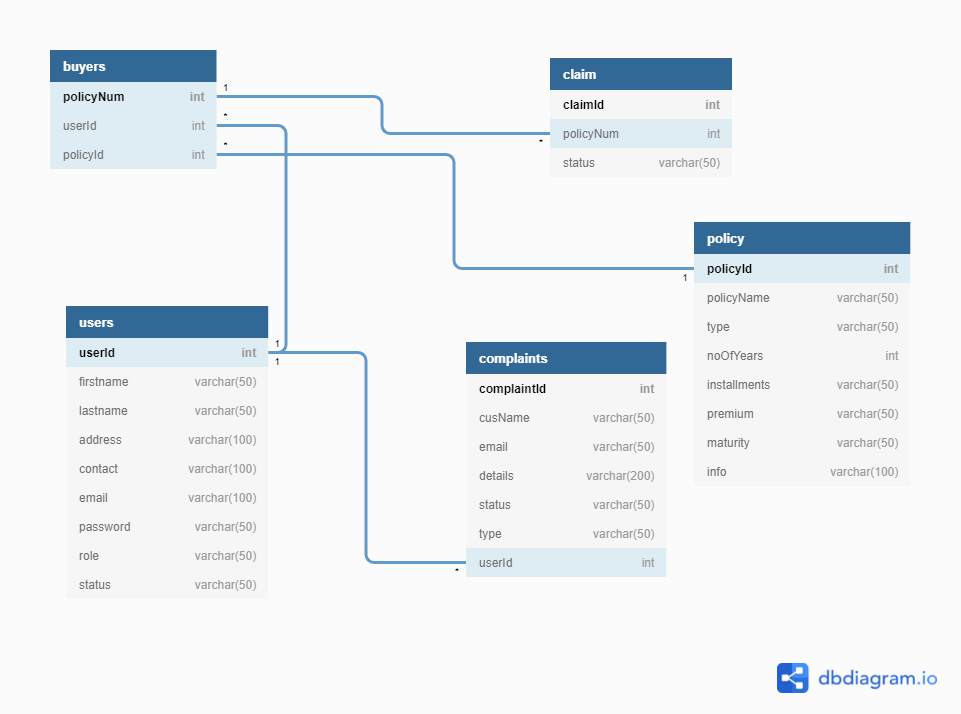 buyers
policyNum int
userId int
policyId int
1
*
*
claim
claimId int
policyNum int
status varchar(50)
*
policy
policyId int
policyName varchar(50)
type varchar(50)
noOfYears int
installments varchar(50)
premium varchar(50)
maturity varchar(50)
info varchar(100)
1
users
userId int
firstname varchar(50)
lastname varchar(50)
address varchar(100)
contact varchar(100)
email varchar(100)
password varchar(50)
role varchar(50)
status varchar(50)
1
1
complaints
complaintId int
cusName varchar(50)
email varchar(50)
details varchar(200)
status varchar(50)
type varchar(50)
userId int
*
dbdiagram.io